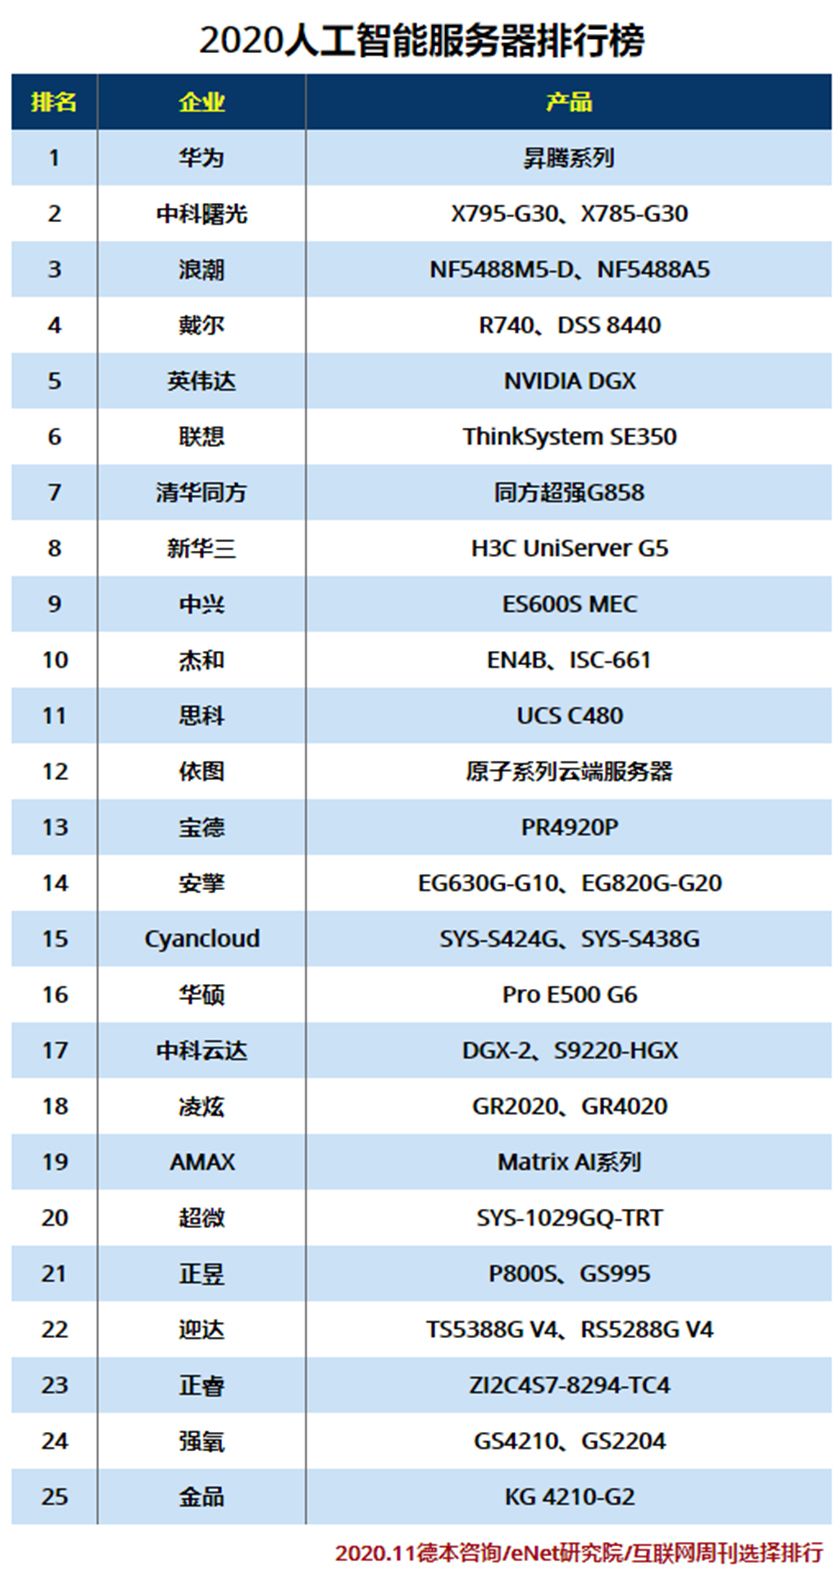 2020人工智能服务器排行榜
排名 企业 产品
1 华为 昇腾系列
2 中科曙光 X795-G30、X785-G30
3 浪潮 NF5488M5-D、NF5488A5
4 戴尔 R740、DSS 8440
5 英伟达 NVIDIA DGX
6 联想 ThinkSystem SE350
7 清华同方 同方超强G858
8 新华三 H3C UniServer G5
9 中兴 ES600S MEC
10 杰和 EN4B、ISC-661
11 思科 UCS C480
12 依图 原子系列云端服务器
13 宝德 PR4920P
14 安擎 EG630G-G10、EG820G-G20
15 Cyancloud SYS-S424G、SYS-S438G
16 华硕 Pro E500 G6
17 中科云达 DGX-2、S9220-HGX
18 凌炫 GR2020、GR4020
19 AMAX Matrix AI系列
20 超微 SYS-1029GQ-TRT
21 正昱 P800S、GS995
22 迎达 TS5388G V4、RS5288G V4
23 正睿 ZI2C4S7-8294-TC4
24 强氧 GS4210、GS2204
25 金品 KG 4210-G2
2020.11德本咨询/eNet研究院/互联网周刊选择排行